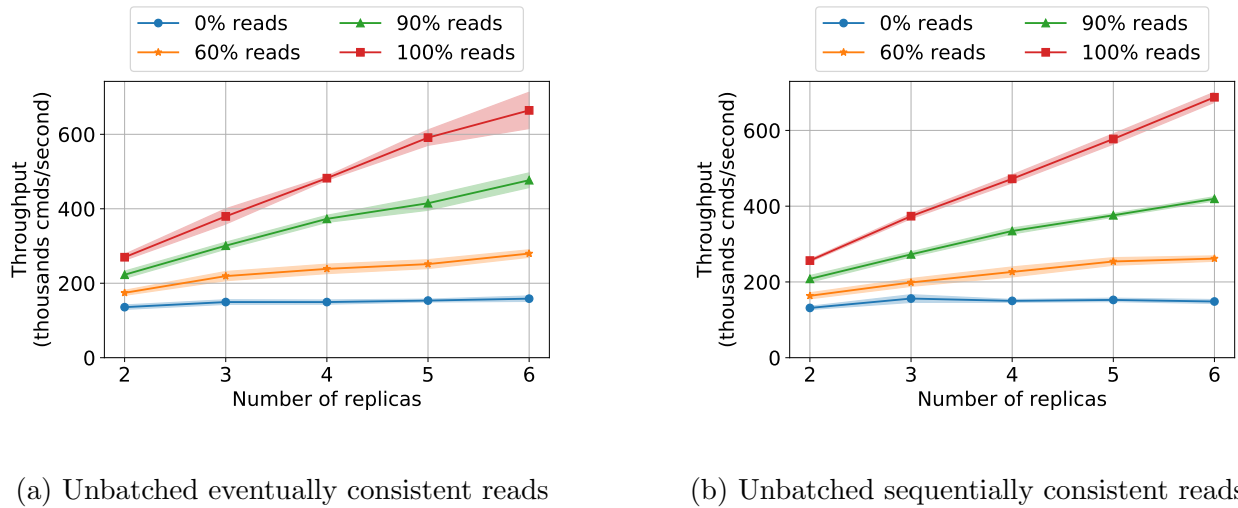 0% reads
90% reads
60% reads
100% reads
Throughput
(thousands cmds/second)
600
400
200
0
2 3 4 5 6
Number of replicas
(a) Unbatched eventually consistent reads
0% reads
90% reads
60% reads
100% reads
Throughput
(thousands cmds/second)
600
400
200
0
2 3 4 5 6
Number of replicas
(b) Unbatched sequentially consistent reads